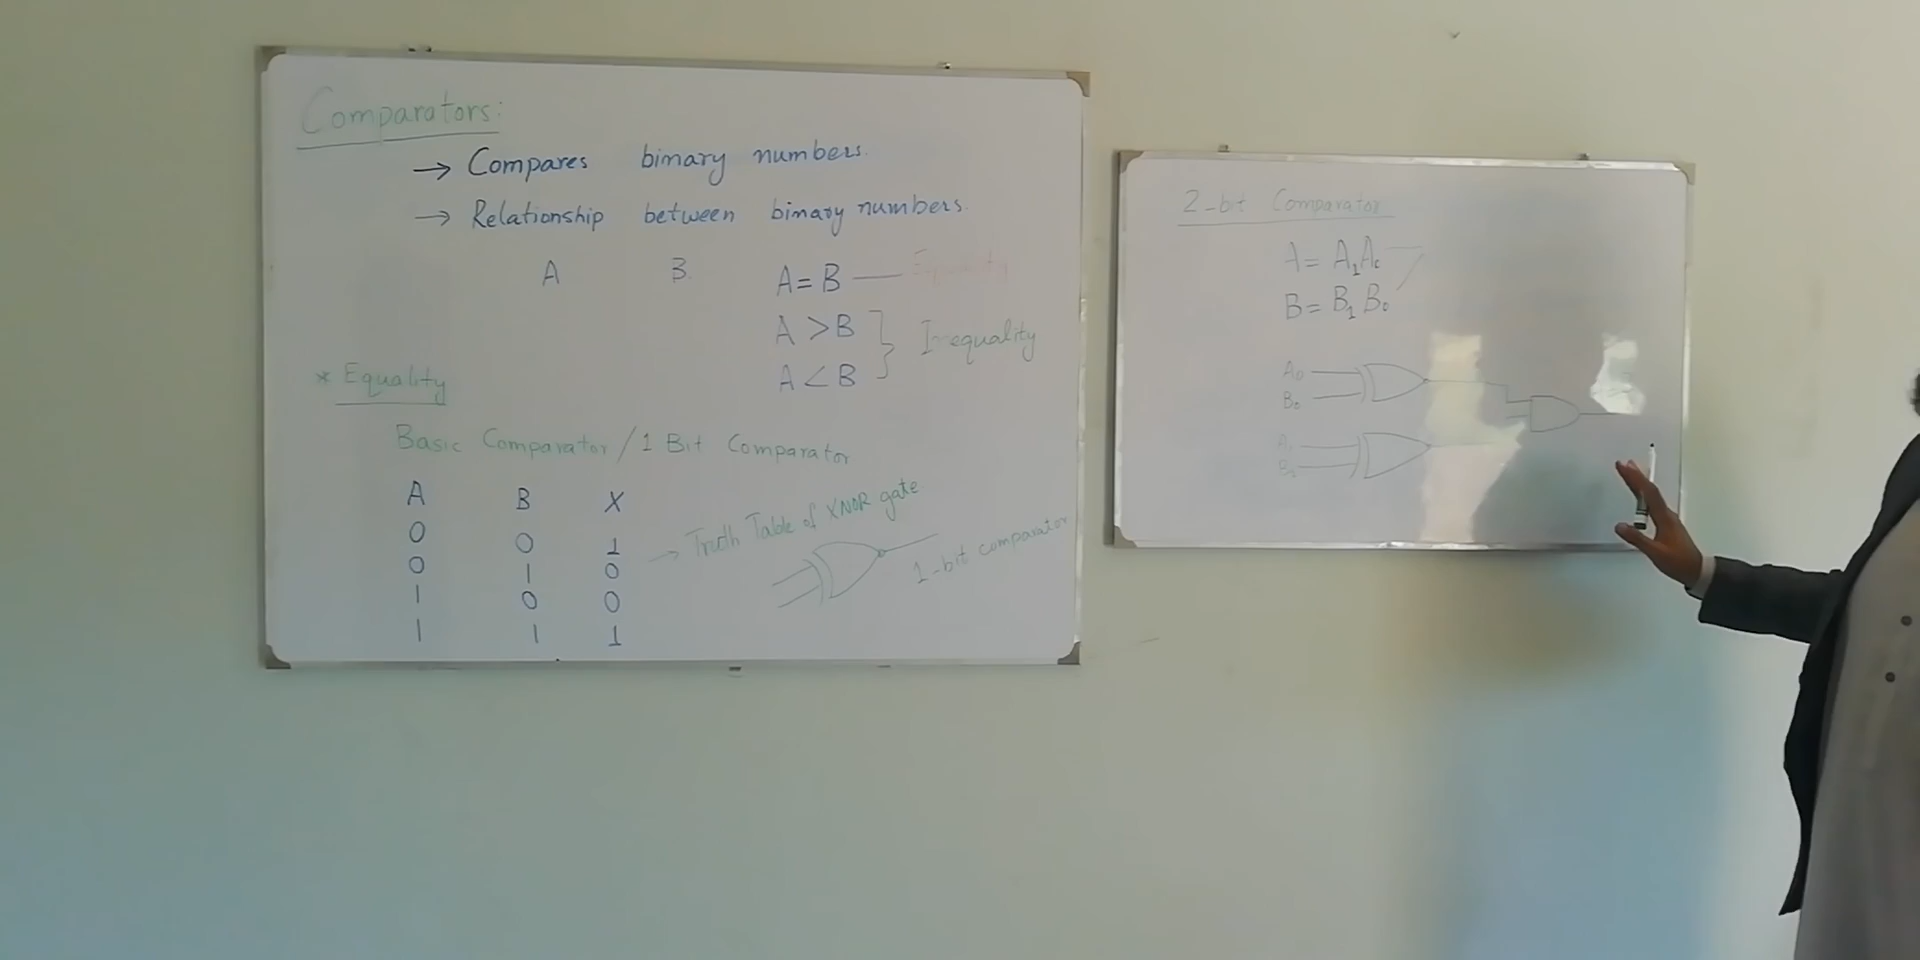 Comparators:
→ Compares binary numbers.
→ Relationship between binary numbers.
A B A=B — Equality
A >B } Inequality
A <B
* Equality
Basic Comparator / 1 Bit Comparator
A B X
0 0 1
0 1 0
1 0 0
1 1 1
→ Truth Table of XNOR gate
1-bit comparator
2-bit Comparator
A = A₁A₀
B = B₁B₀
A₀
B₀
A₁
B₁